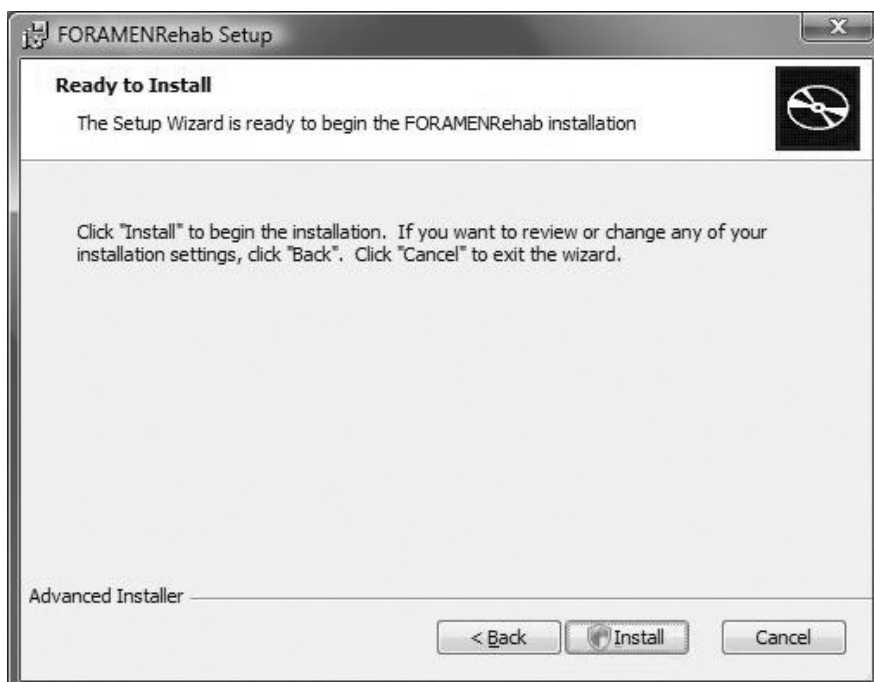 FORAMENRehab Setup
Ready to Install
The Setup Wizard is ready to begin the FORAMENRehab installation
Click "Install" to begin the installation. If you want to review or change any of your
installation settings, click "Back". Click "Cancel" to exit the wizard.
Advanced Installer
< Back Install Cancel